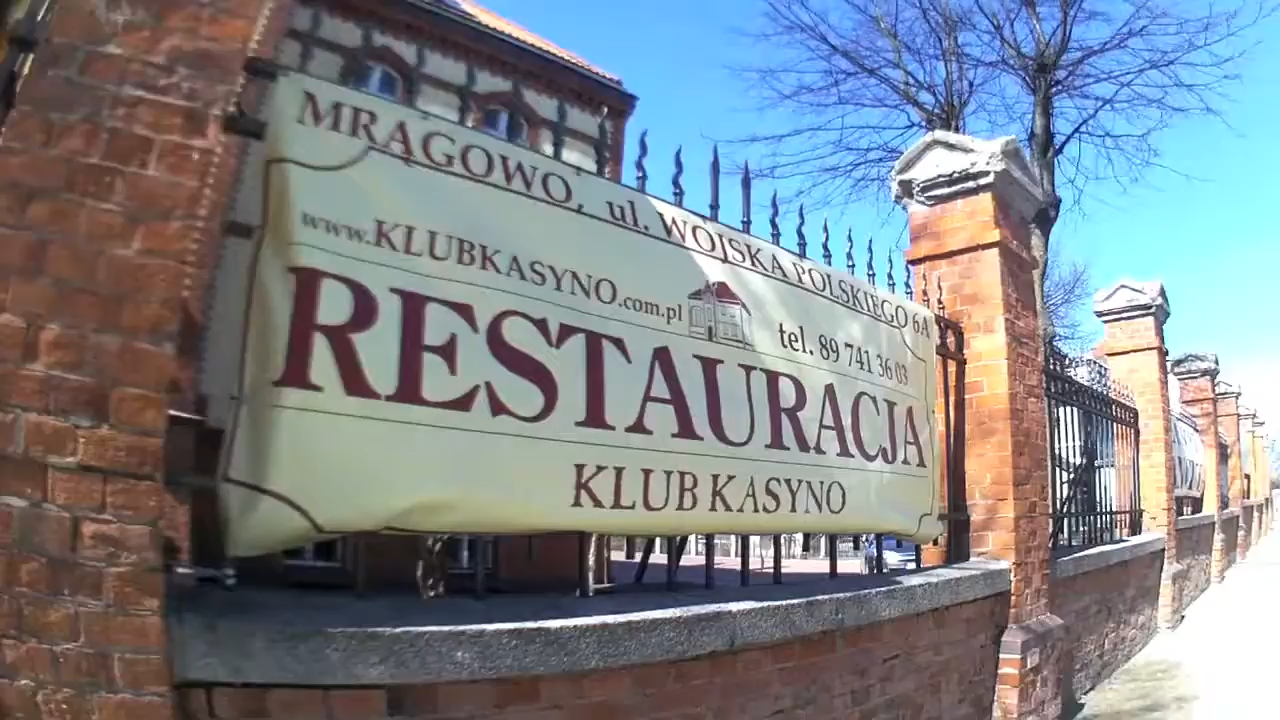 MRĄGOWO, ul. WOJSKA POLSKIEGO 6A
www.KLUBKASYNO.com.pl
tel. 89 741 36 03
RESTAURACJA
KLUB KASYNO